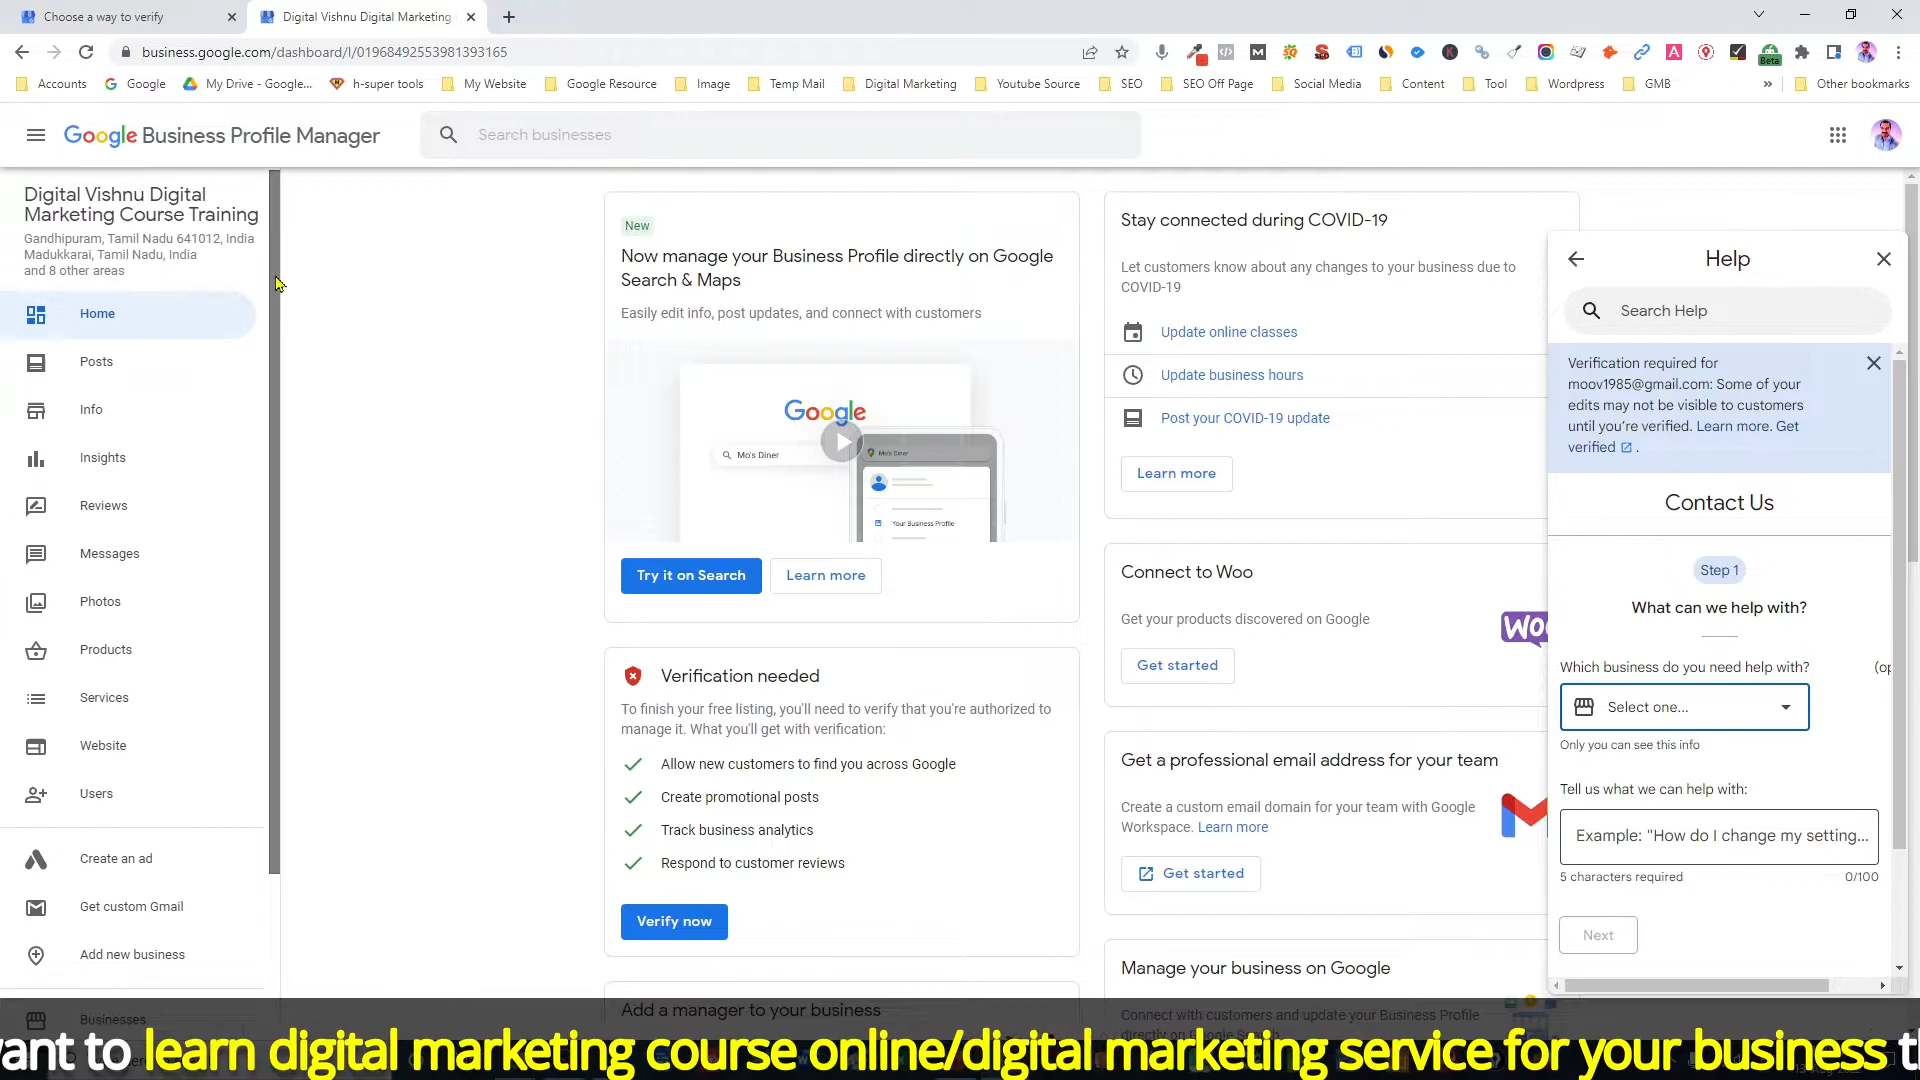 Choose a way to verify
Digital Vishnu Digital Marketing
business.google.com/dashboard/l/01968492553981393165
Beta
Accounts
Google
My Drive - Google...
h-super tools
My Website
Google Resource
Image
Temp Mail
Digital Marketing
Youtube Source
SEO
SEO Off Page
Social Media
Content
Tool
Wordpress
GMB
»
Other bookmarks
Google Business Profile Manager
Search businesses
Digital Vishnu Digital
Marketing Course Training
Gandhipuram, Tamil Nadu 641012, India
Madukkarai, Tamil Nadu, India
and 8 other areas
Home
Posts
Info
Insights
Reviews
Messages
Photos
Products
Services
Website
Users
Create an ad
Get custom Gmail
Add new business
Businesses
New
Now manage your Business Profile directly on Google
Search & Maps
Easily edit info, post updates, and connect with customers
Google
Mo's Diner
Mo's Diner
Your Business Profile
Try it on Search
Learn more
Verification needed
To finish your free listing, you'll need to verify that you're authorized to
manage it. What you'll get with verification:
Allow new customers to find you across Google
Create promotional posts
Track business analytics
Respond to customer reviews
Verify now
Add a manager to your business
Stay connected during COVID-19
Let customers know about any changes to your business due to
COVID-19
Update online classes
Update business hours
Post your COVID-19 update
Learn more
Connect to Woo
Get your products discovered on Google
WOO
Get started
Get a professional email address for your team
Create a custom email domain for your team with Google
Workspace. Learn more
Get started
Manage your business on Google
Connect with customers and update your Business Profile
directly on Google Search
Help
Search Help
Verification required for
moov1985@gmail.com: Some of your
edits may not be visible to customers
until you're verified. Learn more. Get
verified .
Contact Us
Step 1
What can we help with?
Which business do you need help with? (op
Select one...
Only you can see this info
Tell us what we can help with:
Example: "How do I change my setting...
5 characters required 0/100
Next
vant to learn digital marketing course online/digital marketing service for your business t